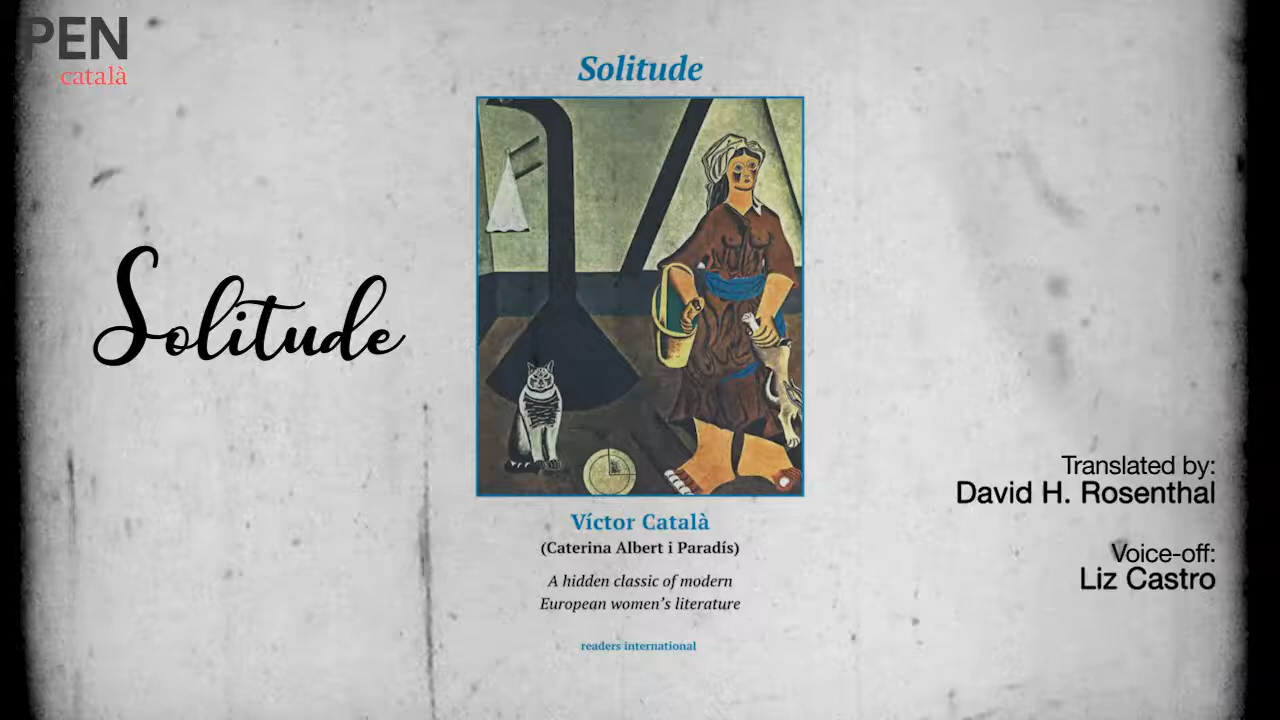 PEN
català
Solitude
Solitude
Víctor Català
(Caterina Albert i Paradís)
A hidden classic of modern
European women's literature
readers international
Translated by:
David H. Rosenthal
Voice-off:
Liz Castro